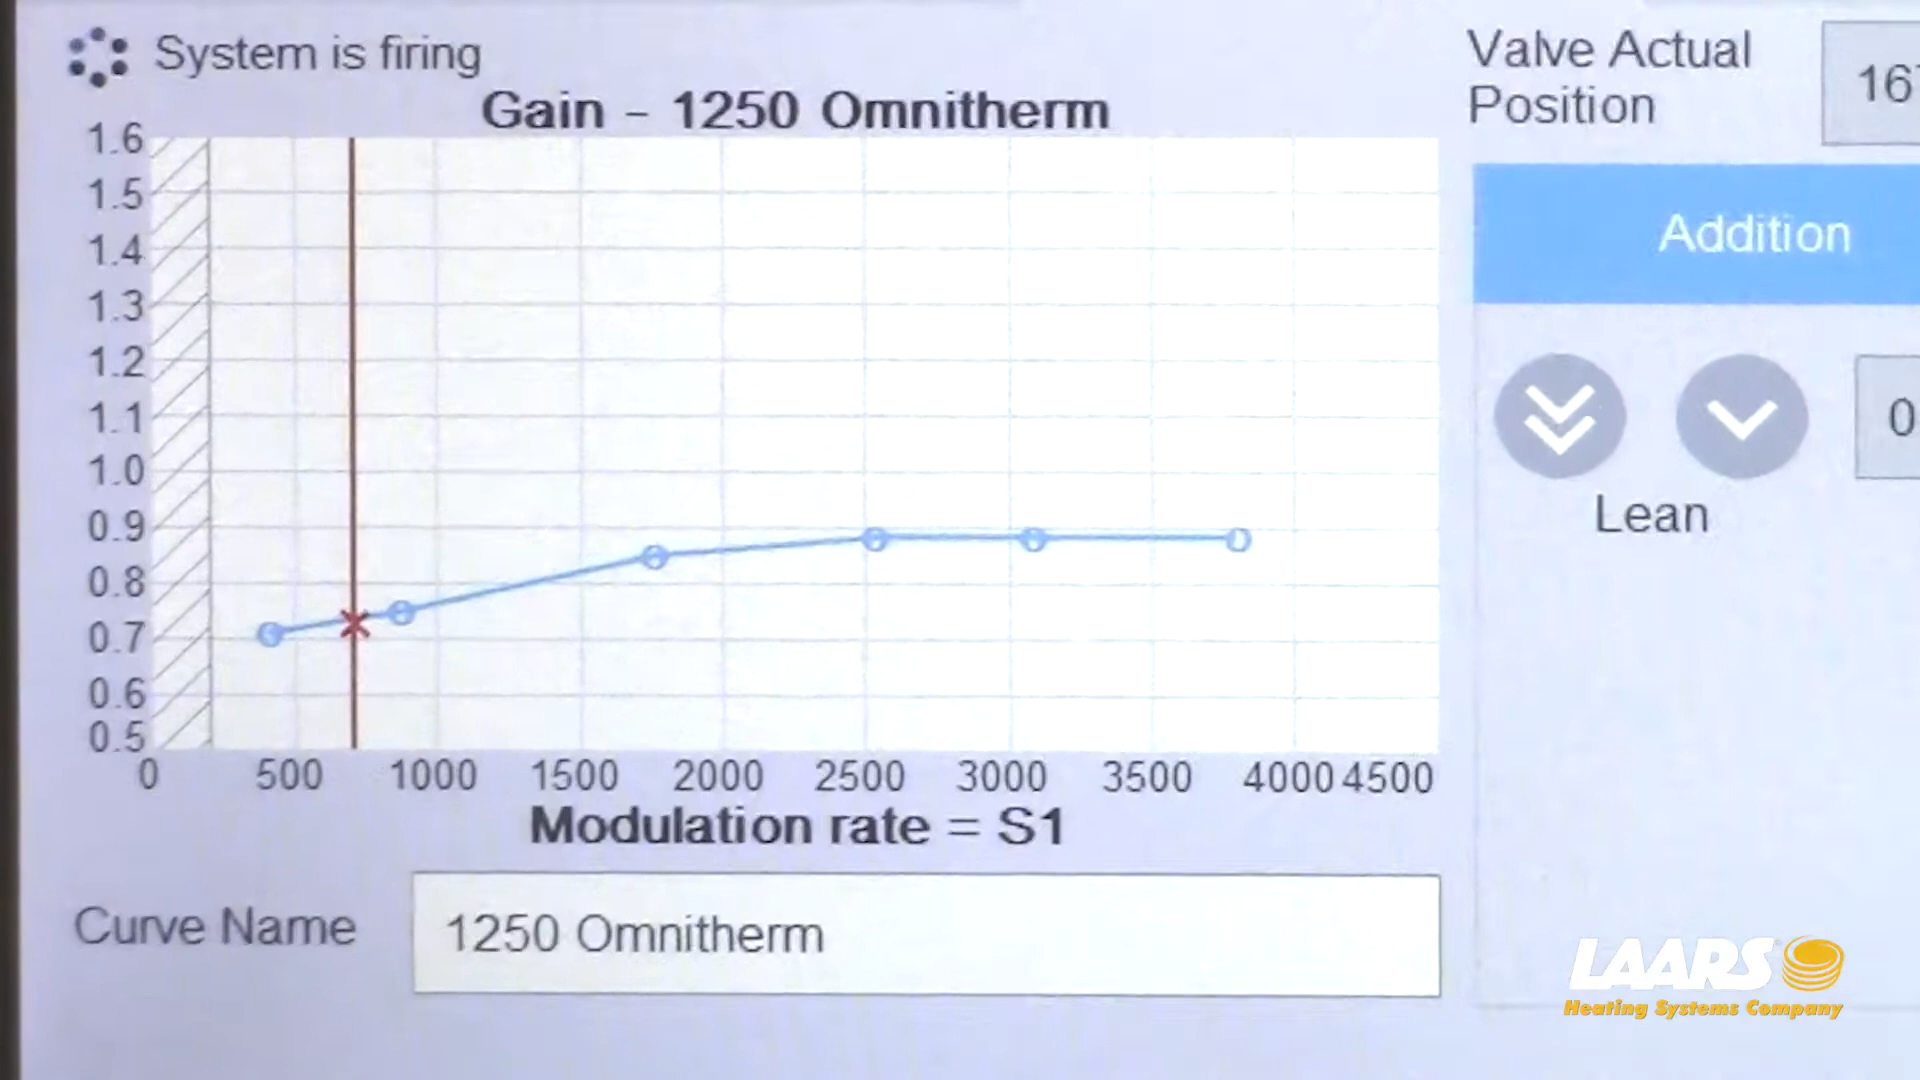 System is firing
Gain - 1250 Omnitherm
1.6
1.5
1.4
1.3
1.2
1.1
1.0
0.9
0.8
0.7
0.6
0.5
0 500 1000 1500 2000 2500 3000 3500 4000 4500
Modulation rate = S1
Curve Name
1250 Omnitherm
Valve Actual
Position
Addition
0
Lean
LAARS
Heating Systems Company